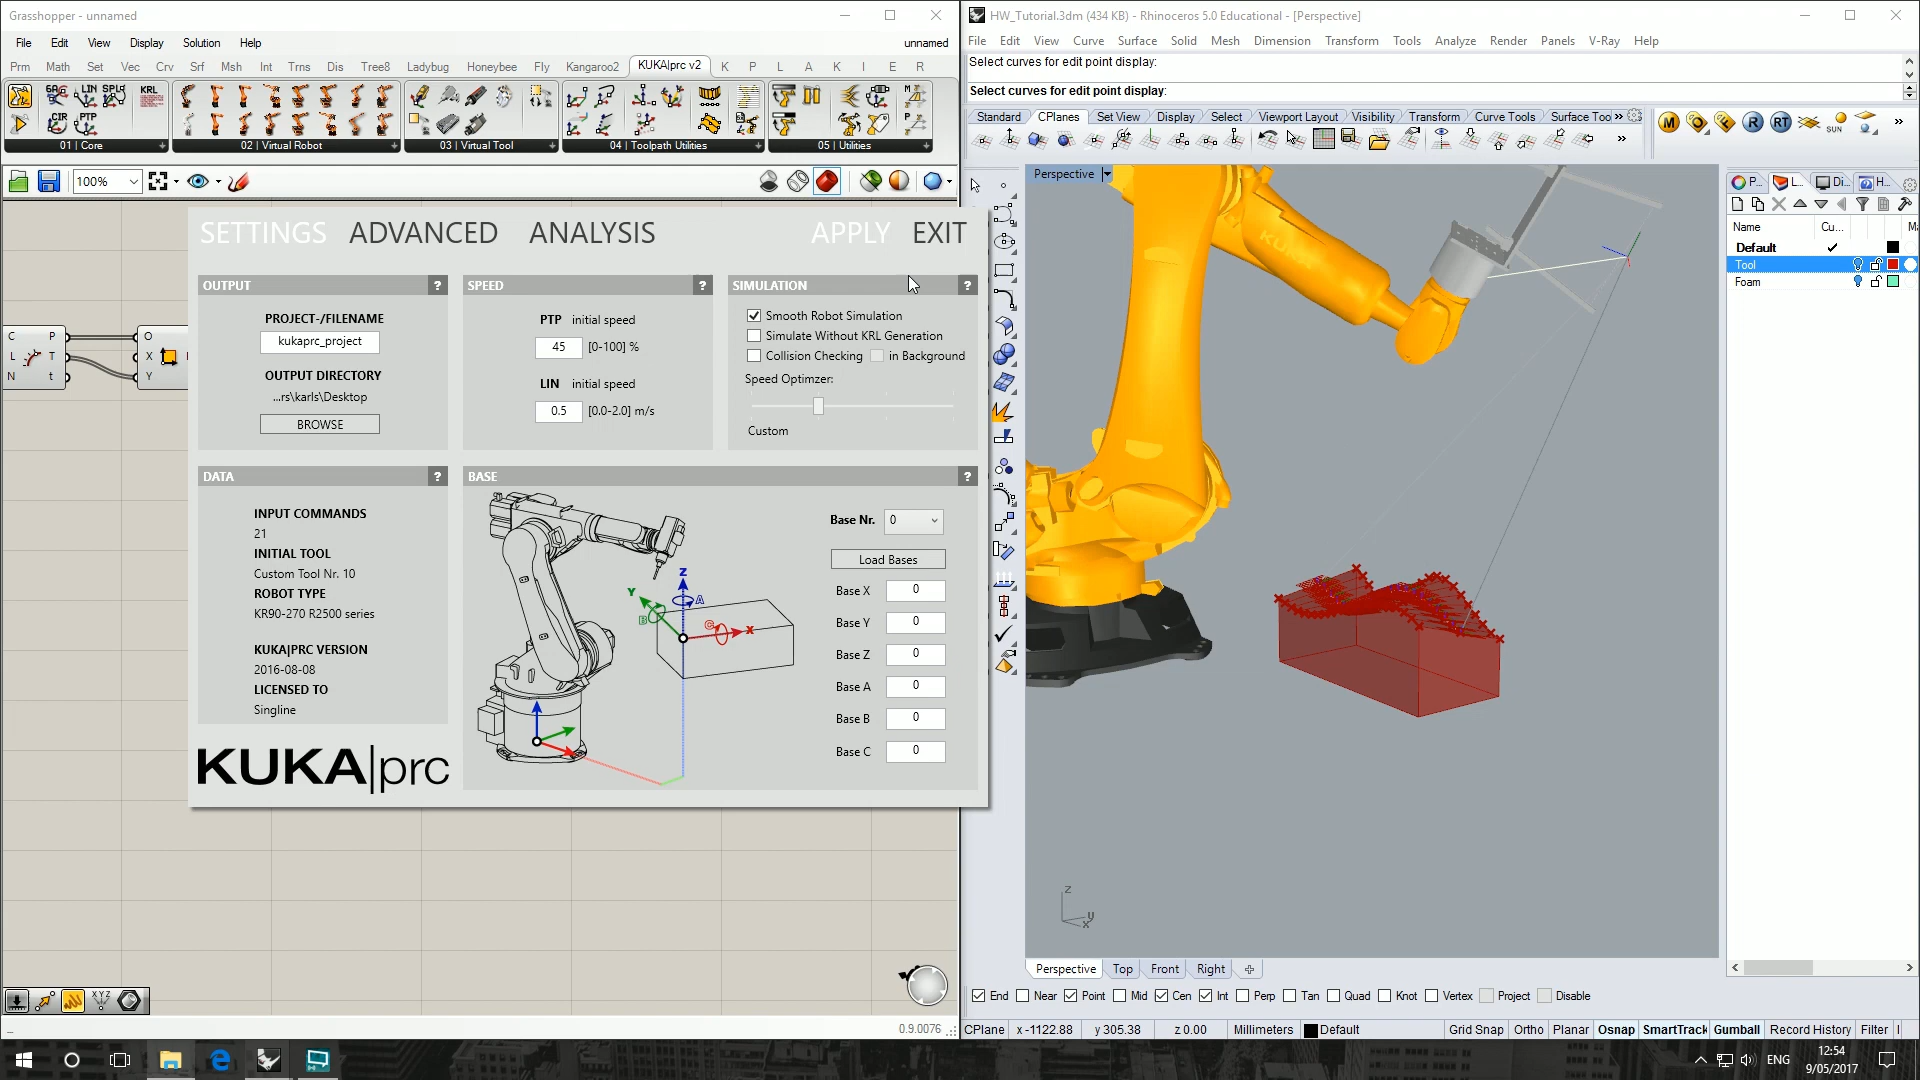 Grasshopper - unnamed
File Edit View Display Solution Help unnamed
Prm Math Set Vec Crv Srf Msh Int Trns Dis Tree8 Ladybug Honeybee Fly Kangaroo2 KUKA|prc v2 K P L A K I E R
01 | Core 02 | Virtual Robot 03 | Virtual Tool 04 | Toolpath Utilities 05 | Utilities
100%
SETTINGS ADVANCED ANALYSIS APPLY EXIT
OUTPUT ?
PROJECT-/FILENAME
kukaprc_project
OUTPUT DIRECTORY
...rs\karls\Desktop
BROWSE
SPEED ?
PTP initial speed
45 [0-100] %
LIN initial speed
0.5 [0.0-2.0] m/s
SIMULATION ?
Smooth Robot Simulation
Simulate Without KRL Generation
Collision Checking in Background
Speed Optimzer:
Custom
C P
L T
N t
O
X
Y
DATA ?
INPUT COMMANDS
21
INITIAL TOOL
Custom Tool Nr. 10
ROBOT TYPE
KR90-270 R2500 series
KUKA|PRC VERSION
2016-08-08
LICENSED TO
Singline
KUKA|prc
BASE ?
Z
A
Y
B
C
X
Base Nr. 0
Load Bases
Base X 0
Base Y 0
Base Z 0
Base A 0
Base B 0
Base C 0
0.9.0076
HW_Tutorial.3dm (434 KB) - Rhinoceros 5.0 Educational - [Perspective]
File Edit View Curve Surface Solid Mesh Dimension Transform Tools Analyze Render Panels V-Ray Help
Select curves for edit point display:
Select curves for edit point display:
Standard CPlanes Set View Display Select Viewport Layout Visibility Transform Curve Tools Surface Too
M R RT SUN
Perspective
KUKA
P... L... Di... H...
Name Cu... Ma
Default
Tool
Foam
z
y
x
Perspective Top Front Right
End Near Point Mid Cen Int Perp Tan Quad Knot Vertex Project Disable
CPlane x -1122.88 y 305.38 z 0.00 Millimeters Default Grid Snap Ortho Planar Osnap SmartTrack Gumball Record History Filter
ENG 12:54
9/05/2017